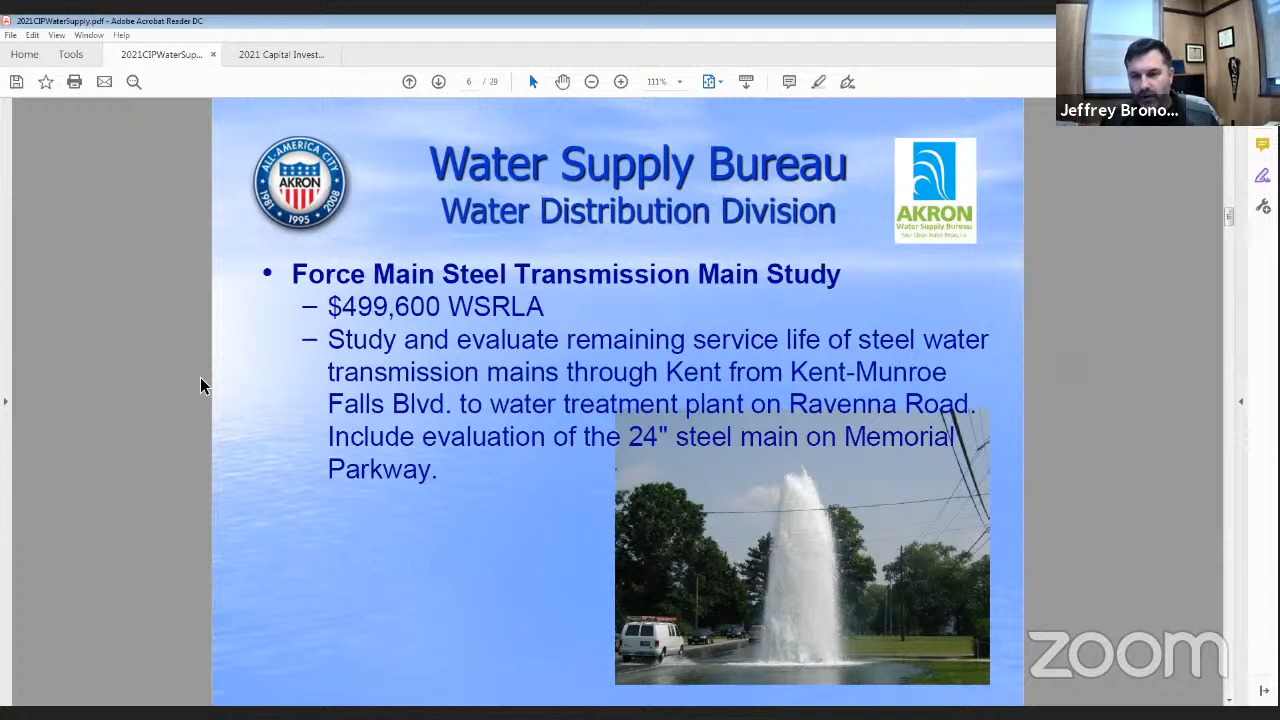 2021CIPWaterSupply.pdf - Adobe Acrobat Reader DC
File Edit View Window Help
Home Tools 2021CIPWaterSup... × 2021 Capital Invest...
6 / 29 111%
Jeffrey Brono...
ALL-AMERICA CITY
AKRON
1981 1995 2008
Water Supply Bureau
Water Distribution Division
AKRON
Water Supply Bureau
• Force Main Steel Transmission Main Study
– $499,600 WSRLA
– Study and evaluate remaining service life of steel water
transmission mains through Kent from Kent-Munroe
Falls Blvd. to water treatment plant on Ravenna Road.
Include evaluation of the 24" steel main on Memorial
Parkway.
zoom